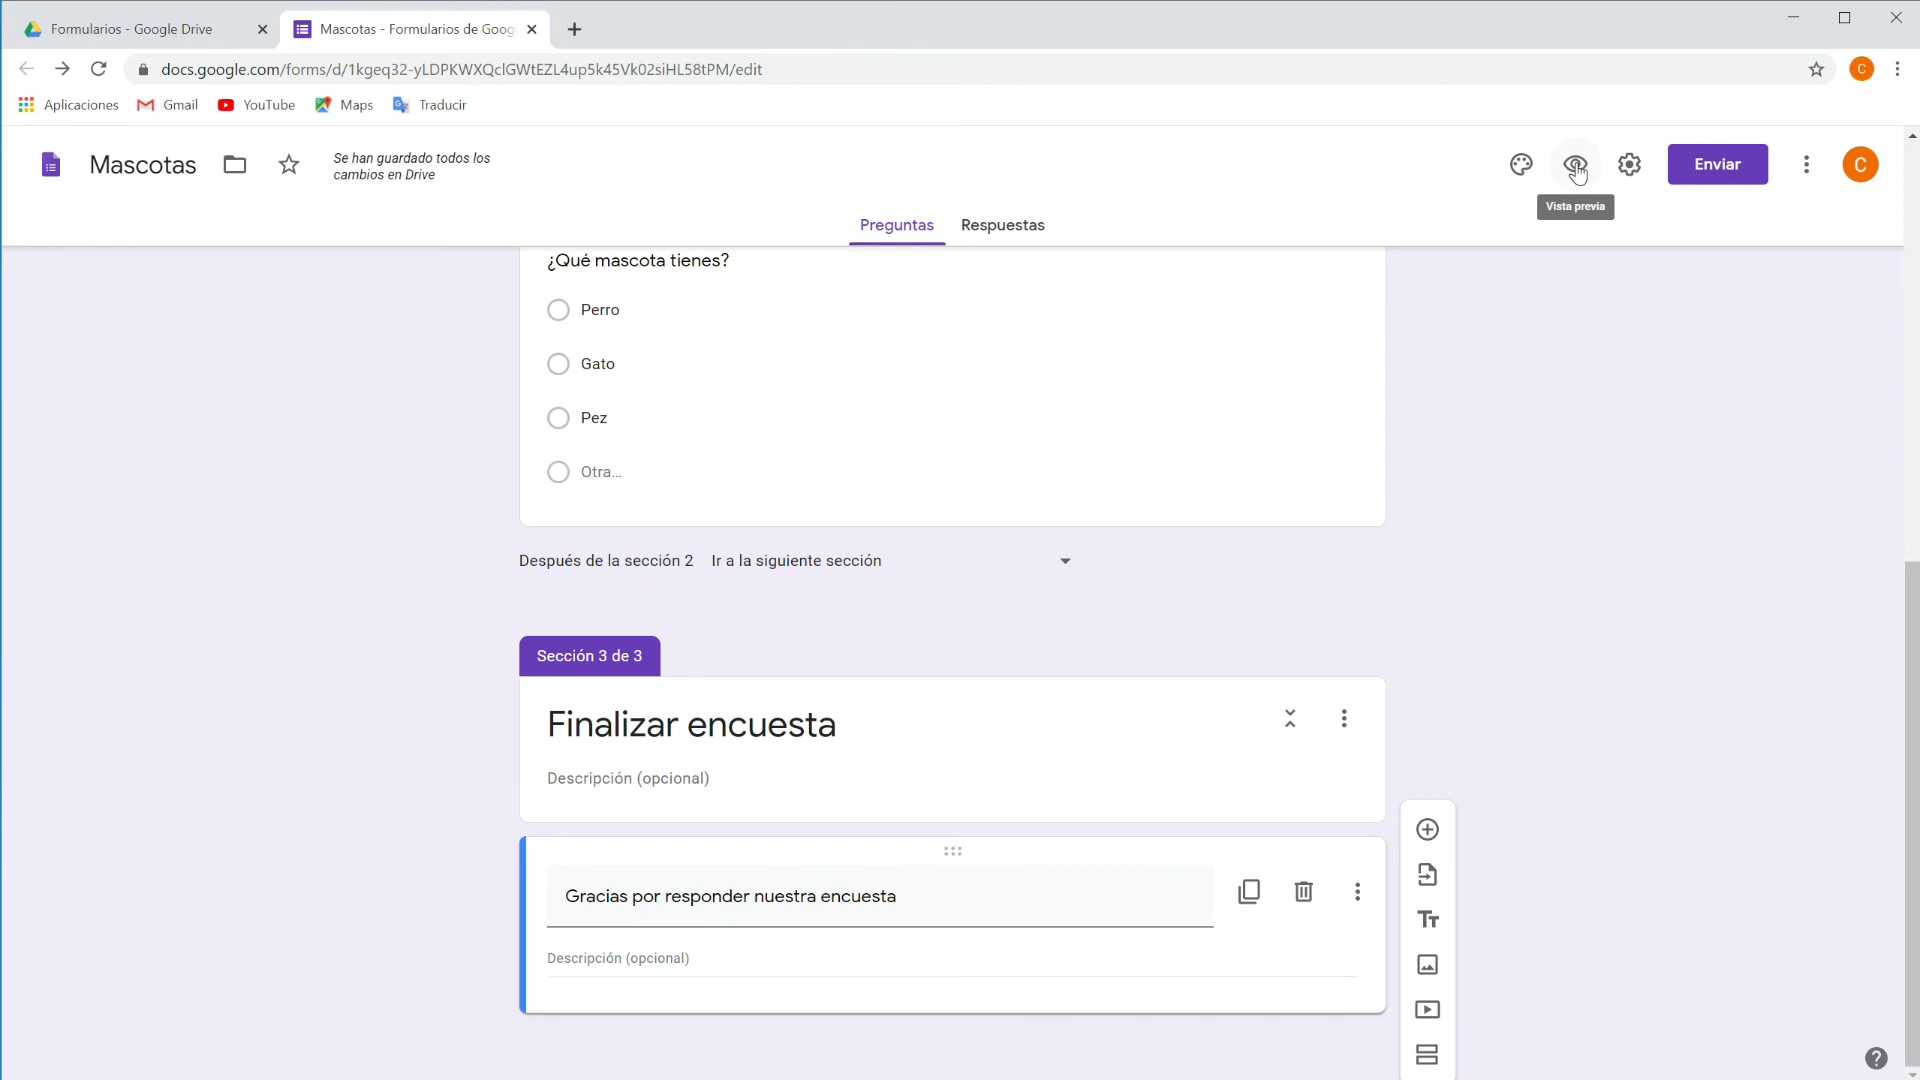 Formularios - Google Drive
Mascotas - Formularios de Goog
docs.google.com/forms/d/1kgeq32-yLDPKWXQclGWtEZL4up5k45Vk02siHL58tPM/edit
C
Aplicaciones
Gmail
YouTube
Maps
Traducir
Mascotas
Se han guardado todos los
cambios en Drive
Enviar
C
Vista previa
Preguntas
Respuestas
¿Qué mascota tienes?
Perro
Gato
Pez
Otra...
Después de la sección 2 Ir a la siguiente sección
Sección 3 de 3
Finalizar encuesta
Descripción (opcional)
Gracias por responder nuestra encuesta
Descripción (opcional)